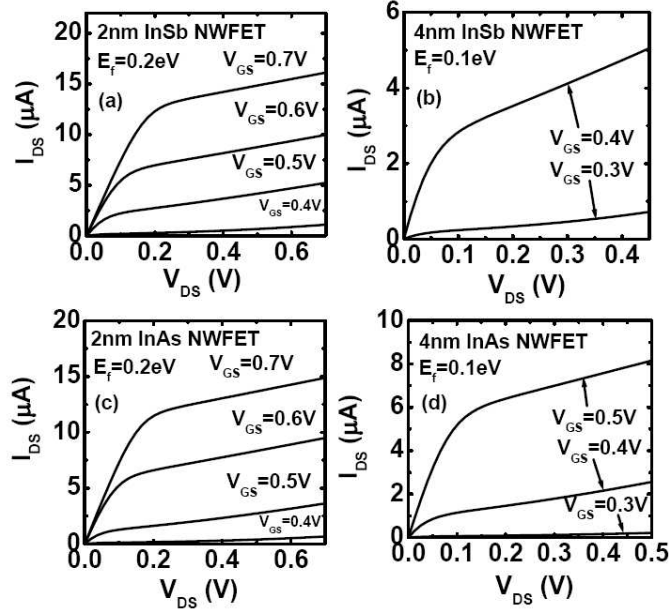 2nm InSb NWFET
E_f=0.2eV
V_GS=0.7V
(a)
V_GS=0.6V
V_GS=0.5V
V_GS=0.4V
20
15
10
5
0
0.0 0.2 0.4 0.6
I_DS (μA)
V_DS (V)
4nm InSb NWFET
E_f=0.1eV
(b)
V_GS=0.4V
V_GS=0.3V
6
4
2
0
0.0 0.1 0.2 0.3 0.4
I_DS (μA)
V_DS (V)
2nm InAs NWFET
E_f=0.2eV
V_GS=0.7V
(c)
V_GS=0.6V
V_GS=0.5V
V_GS=0.4V
20
15
10
5
0
0.0 0.2 0.4 0.6
I_DS (μA)
V_DS (V)
4nm InAs NWFET
E_f=0.1eV
(d)
V_GS=0.5V
V_GS=0.4V
V_GS=0.3V
10
8
6
4
2
0
0.0 0.1 0.2 0.3 0.4 0.5
I_DS (μA)
V_DS (V)